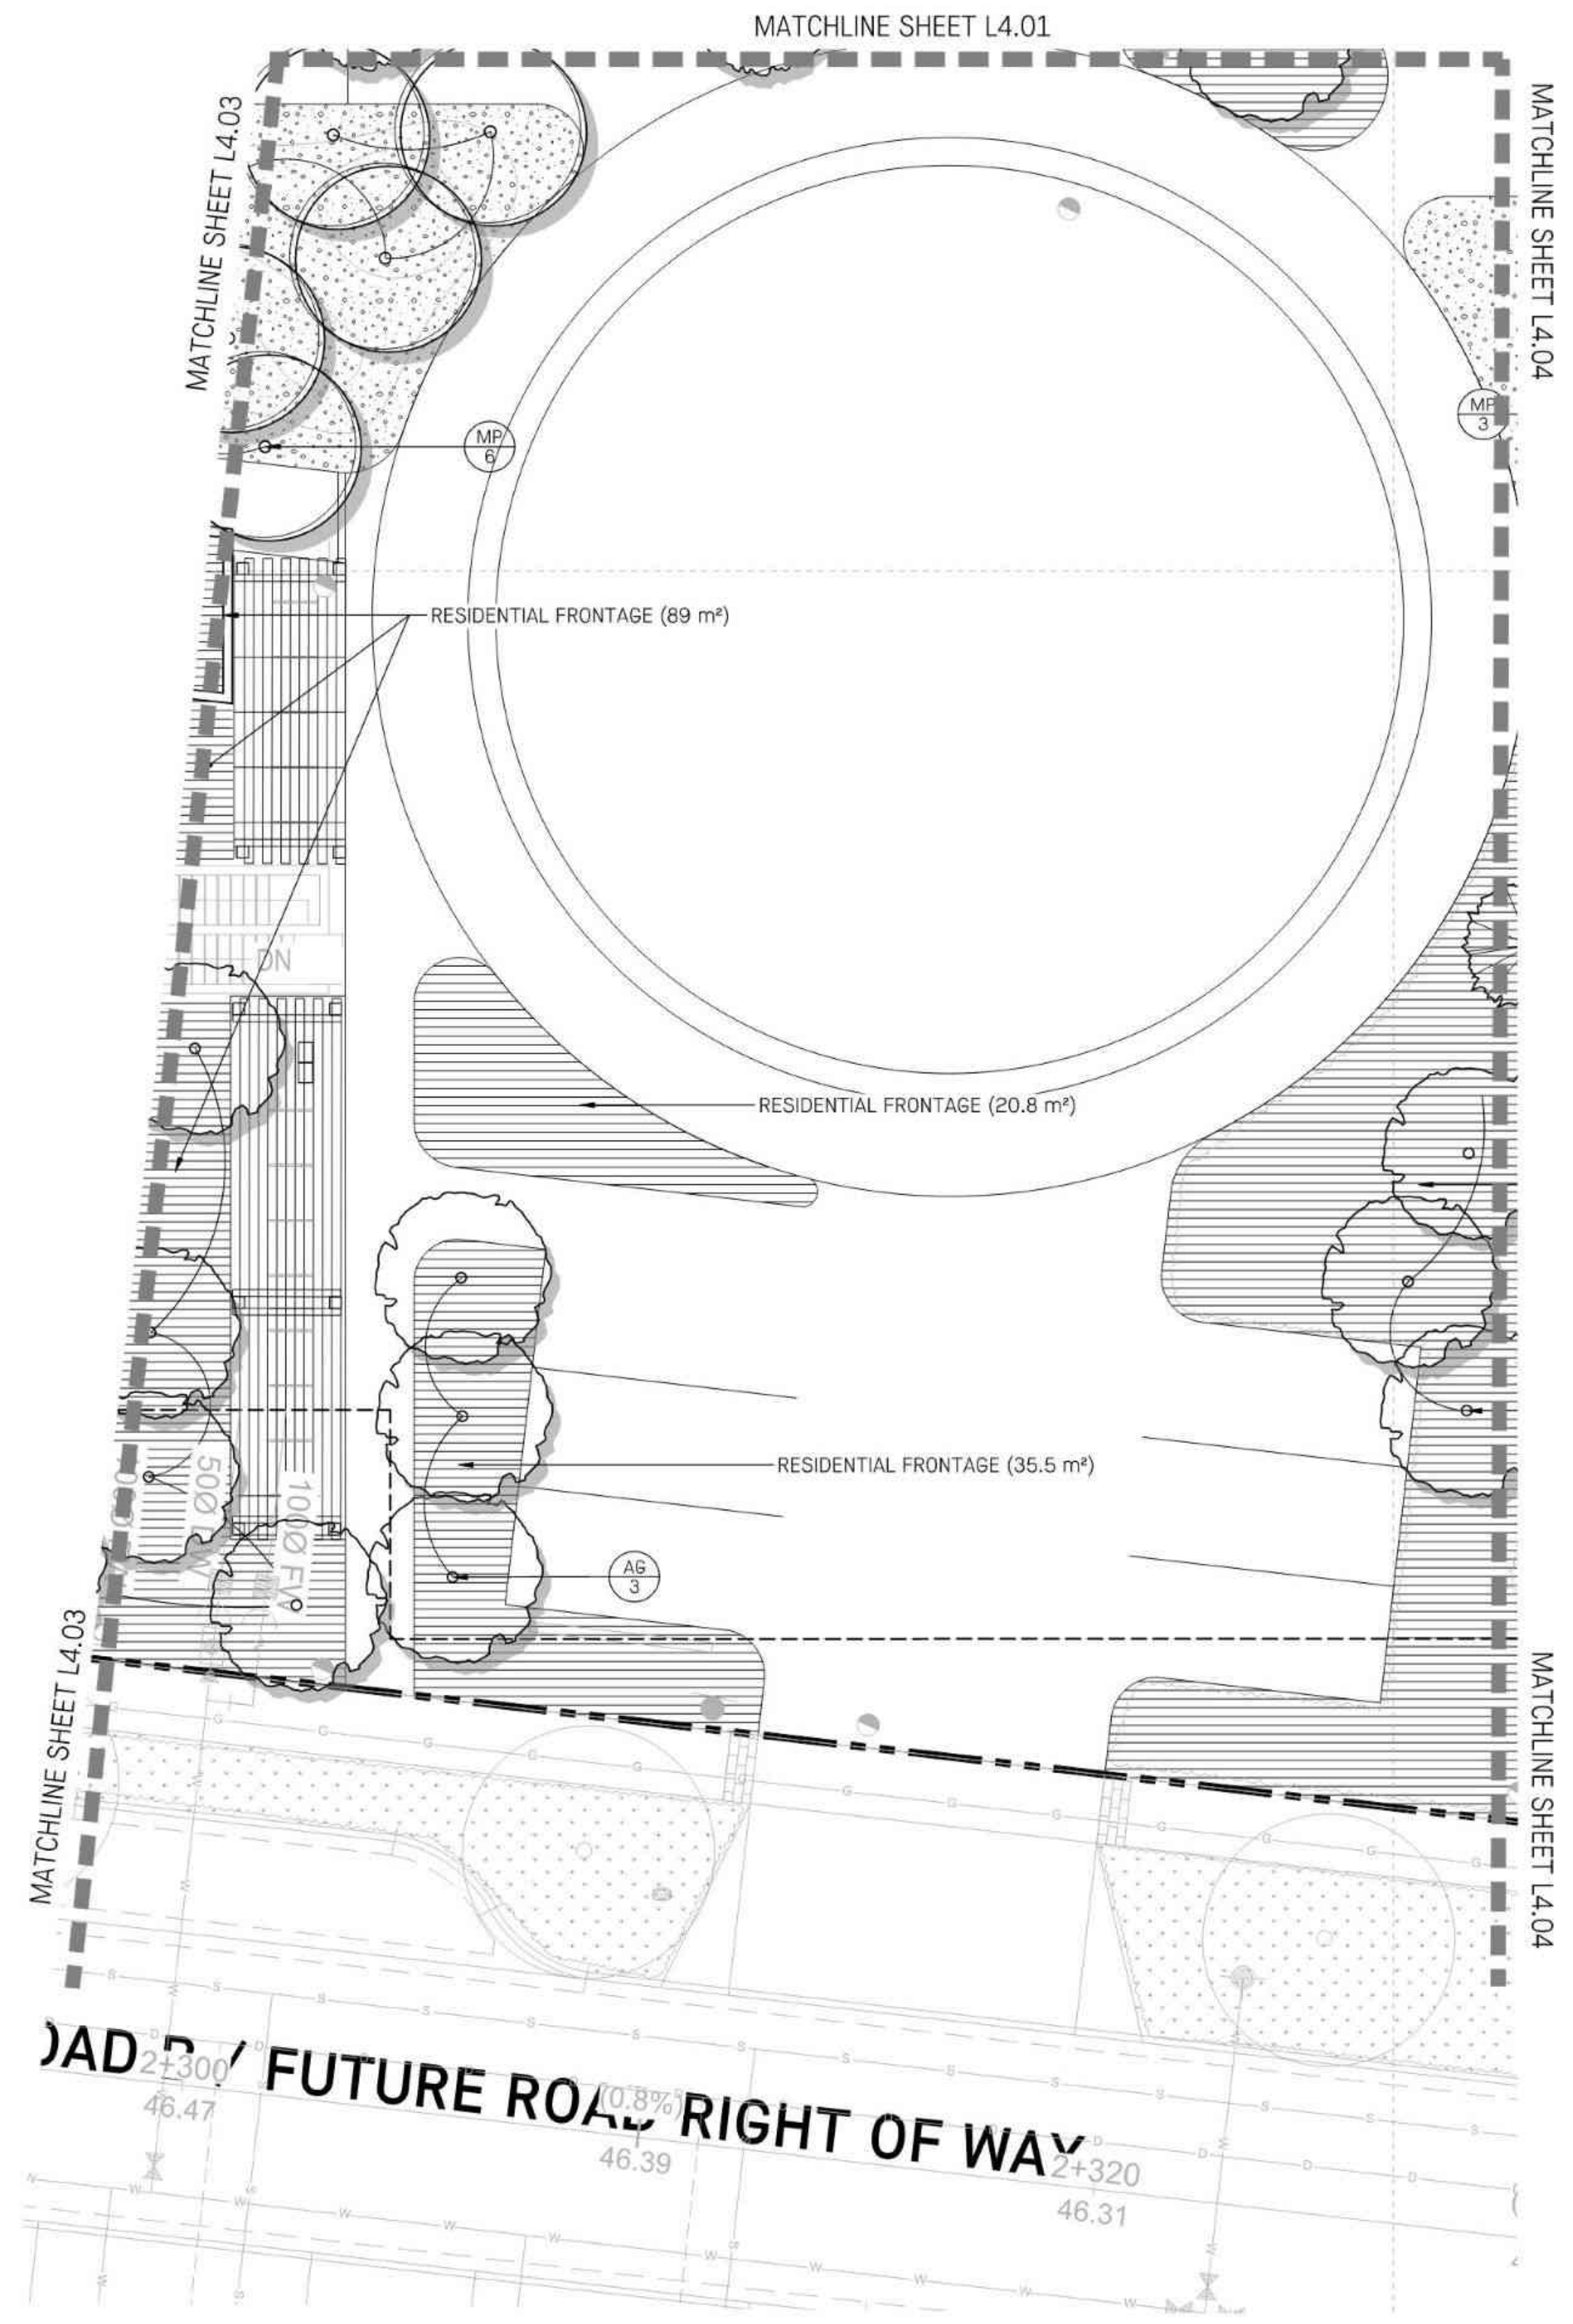 MATCHLINE SHEET L4.01
MATCHLINE SHEET L4.03
MATCHLINE SHEET L4.04
MP
6
MP
3
RESIDENTIAL FRONTAGE (89 m²)
DN
RESIDENTIAL FRONTAGE (20.8 m²)
RESIDENTIAL FRONTAGE (35.5 m²)
50Ø
100Ø FW
AG
3
MATCHLINE SHEET L4.03
MATCHLINE SHEET L4.04
FUTURE ROAD RIGHT OF WAY
2+300
46.47
(0.8%)
46.39
2+320
46.31